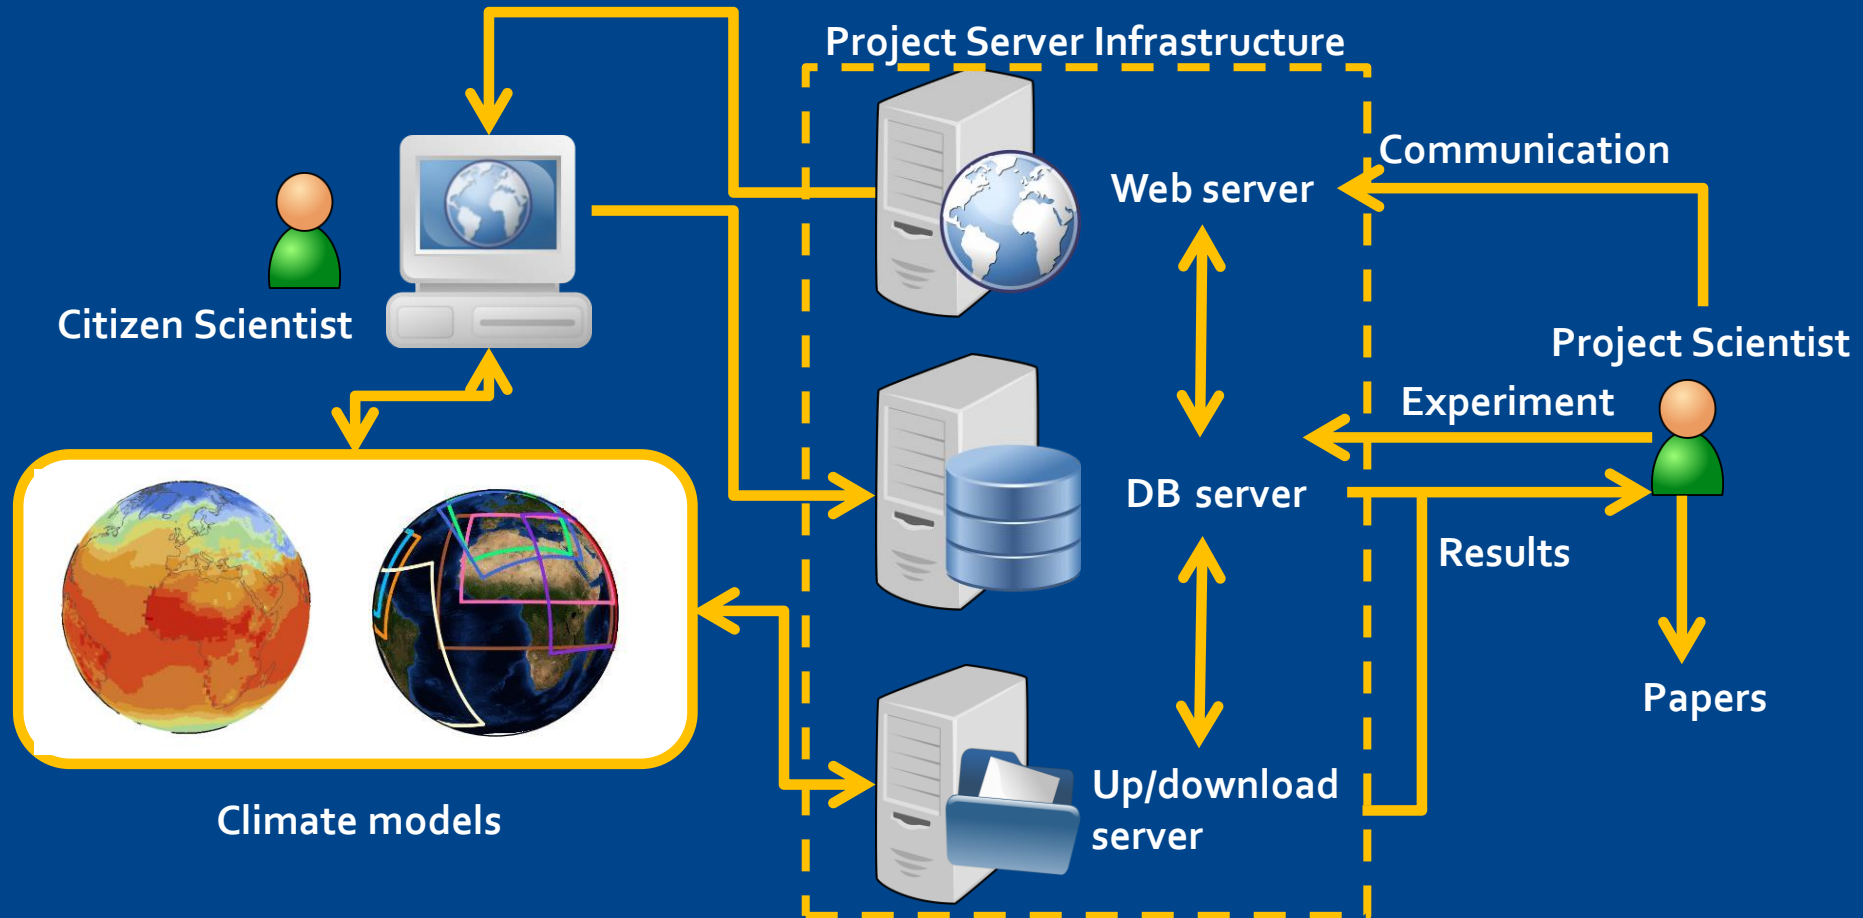 Project Server Infrastructure
Communication
Web server
Citizen Scientist
Project Scientist
Experiment
DB server
Results
Papers
Up/download
server
Climate models